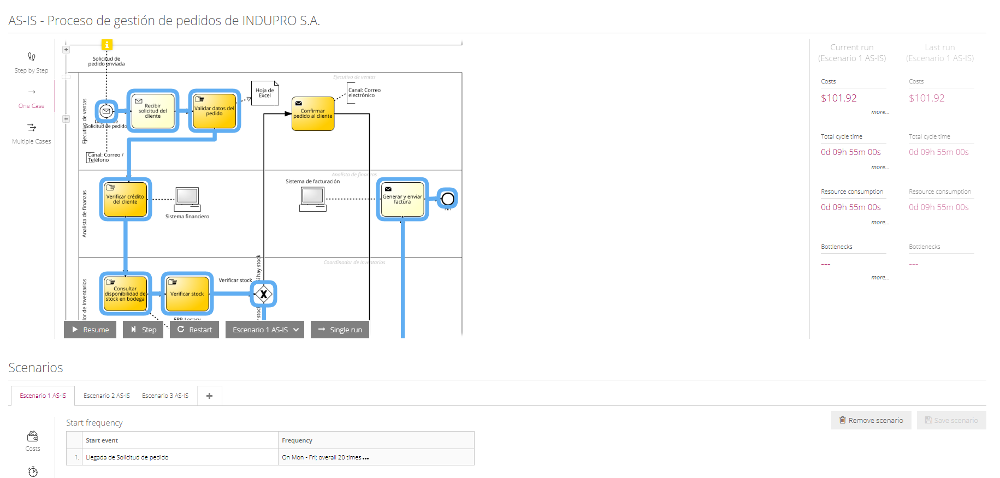 AS-IS - Proceso de gestión de pedidos de INDUPRO S.A.
Step by Step
One Case
Multiple Cases
Solicitud de
pedido enviada
Ejecutivo de ventas
Ejecutivo de ventas
Recibir
solicitud del
cliente
Validar datos del
pedido
Hoja de
Excel
Canal: Correo
electrónico
Confirmar
pedido al cliente
Solicitud de pedido
Canal: Correo /
Teléfono
Analista de finanzas
Analista de finanzas
Sistema de facturación
Verificar crédito
del cliente
Sistema financiero
Generar y enviar
factura
Fin
Coordinador de Inventarios
dor de Inventarios
Consultar
disponibilidad de
stock en bodega
Verificar stock
Verificar stock
si hay stock
y stock
X
ERP-Legacy
Resume
Step
Restart
Escenario 1 AS-IS
Single run
Current run
(Escenario 1 AS-IS)
Last run
(Escenario 1 AS-IS)
Costs
Costs
$101.92
$101.92
more...
Total cycle time
Total cycle time
0d 09h 55m 00s
0d 09h 55m 00s
more...
Resource consumption
Resource consumption
0d 09h 55m 00s
0d 09h 55m 00s
more...
Bottlenecks
Bottlenecks
---
---
more...
Scenarios
Escenario 1 AS-IS
Escenario 2 AS-IS
Escenario 3 AS-IS
+
Remove scenario
Save scenario
Costs
Start frequency
Start event
Frequency
1.
Llegada de Solicitud de pedido
On Mon - Fri; overall 20 times ...